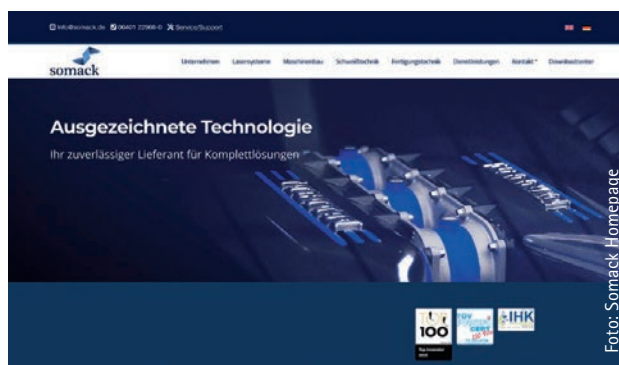 info@somack.de 06401 22908-0 Service/Support
somack
Unternehmen Lasersysteme Maschinenbau Schweißtechnik Fertigungstechnik Dienstleistungen Kontakt Downloadcenter
Ausgezeichnete Technologie
Ihr zuverlässiger Lieferant für Komplettlösungen
TOP
100
IHK
Foto: Somack Homepage